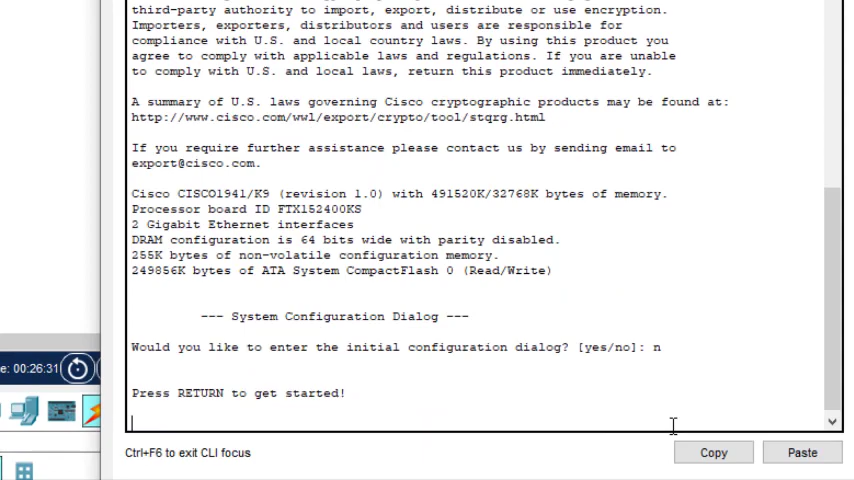 third-party authority to import, export, distribute or use encryption.
Importers, exporters, distributors and users are responsible for
compliance with U.S. and local country laws. By using this product you
agree to comply with applicable laws and regulations. If you are unable
to comply with U.S. and local laws, return this product immediately.
A summary of U.S. laws governing Cisco cryptographic products may be found at:
http://www.cisco.com/wwl/export/crypto/tool/stqrg.html
If you require further assistance please contact us by sending email to
export@cisco.com.
Cisco CISCO1941/K9 (revision 1.0) with 491520K/32768K bytes of memory.
Processor board ID FTX152400KS
2 Gigabit Ethernet interfaces
DRAM configuration is 64 bits wide with parity disabled.
255K bytes of non-volatile configuration memory.
249856K bytes of ATA System CompactFlash 0 (Read/Write)
--- System Configuration Dialog ---
Would you like to enter the initial configuration dialog? [yes/no]: n
Press RETURN to get started!
e: 00:26:31
Ctrl+F6 to exit CLI focus
Copy
Paste